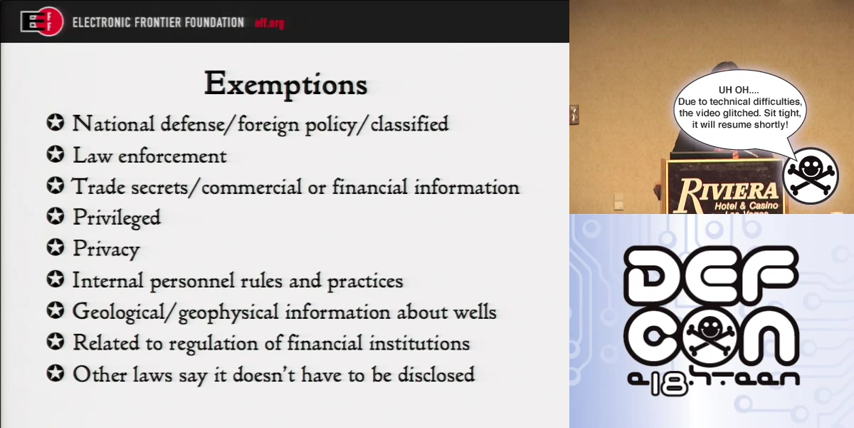 EFF ELECTRONIC FRONTIER FOUNDATION eff.org
Exemptions
National defense/foreign policy/classified
Law enforcement
Trade secrets/commercial or financial information
Privileged
Privacy
Internal personnel rules and practices
Geological/geophysical information about wells
Related to regulation of financial institutions
Other laws say it doesn't have to be disclosed
UH OH....
Due to technical difficulties,
the video glitched. Sit tight,
it will resume shortly!
RIVIERA
Hotel & Casino
Las Vegas
DEF
CON
e18hteen